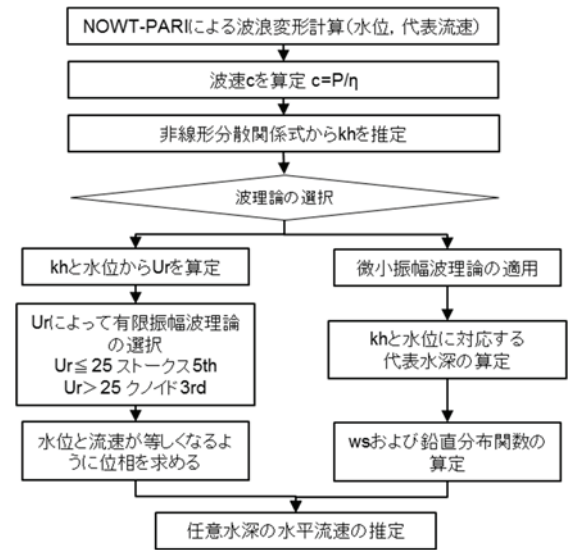 NOWT-PARIによる波浪変形計算(水位，代表流速)
波速cを算定 c=P/η
非線形分散関係式からkhを推定
波理論の選択
khと水位からUrを算定
Urによって有限振幅波理論
の選択
Ur≦25 ストークス5th
Ur>25 クノイド3rd
水位と流速が等しくなるよ
うに位相を求める
微小振幅波理論の適用
khと水位に対応する
代表水深の算定
wsおよび鉛直分布関数の
算定
任意水深の水平流速の推定